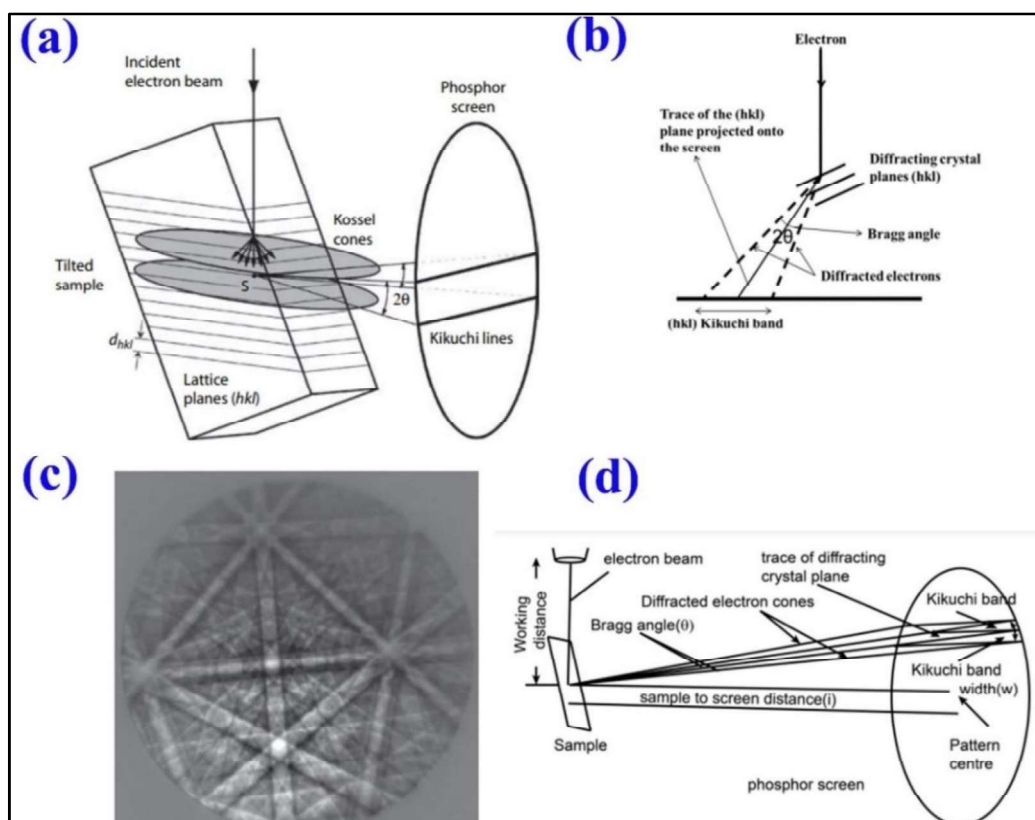 (a)
Incident
electron beam
Phosphor
screen
Kossel
cones
Tilted
sample
S
2θ
d_hkl
Kikuchi lines
Lattice
planes (hkl)
(b)
Electron
Trace of the (hkl)
plane projected onto
the screen
Diffracting crystal
planes (hkl)
Bragg angle
2θ
Diffracted electrons
(hkl) Kikuchi band
(c)
(d)
electron beam
trace of diffracting
crystal plane
Working
distance
Diffracted electron cones
Kikuchi band
Bragg angle(θ)
Kikuchi band
width(w)
sample to screen distance(i)
Sample
Pattern
centre
phosphor screen